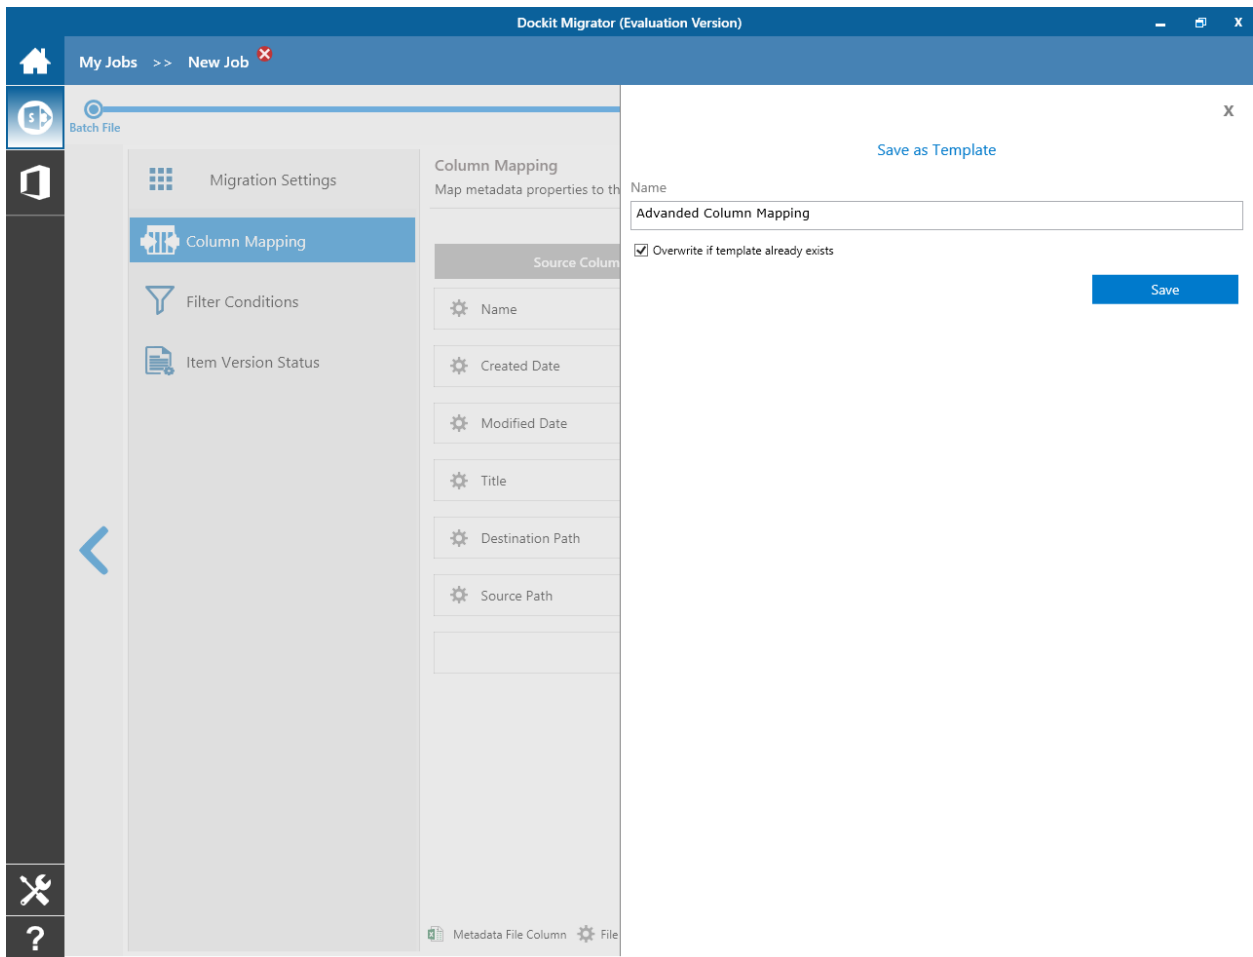 Dockit Migrator (Evaluation Version)
My Jobs >> New Job
Batch File
Migration Settings
Column Mapping
Filter Conditions
Item Version Status
Column Mapping
Map metadata properties to th
Source Colum
Name
Created Date
Modified Date
Title
Destination Path
Source Path
Metadata File Column File
X
Save as Template
Name
Advanded Column Mapping
Overwrite if template already exists
Save
?